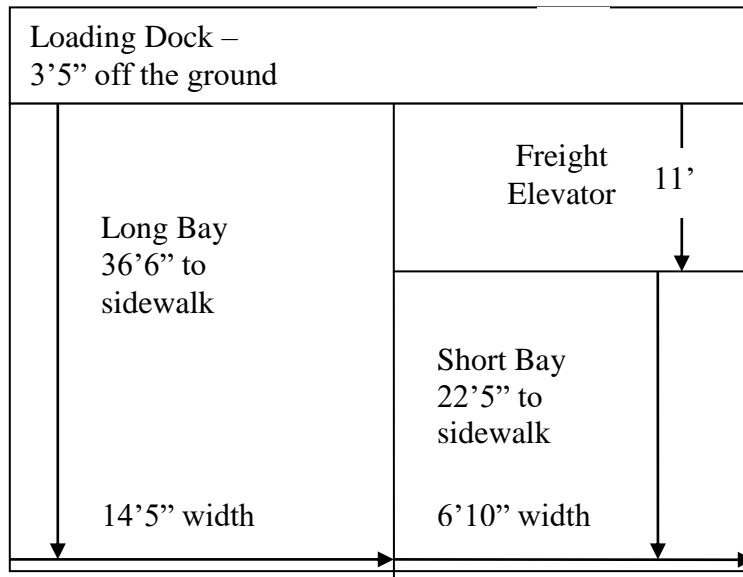 Loading Dock –
3’5” off the ground
Freight
Elevator
11’
Long Bay
36’6” to
sidewalk
Short Bay
22’5” to
sidewalk
14’5” width
6’10” width